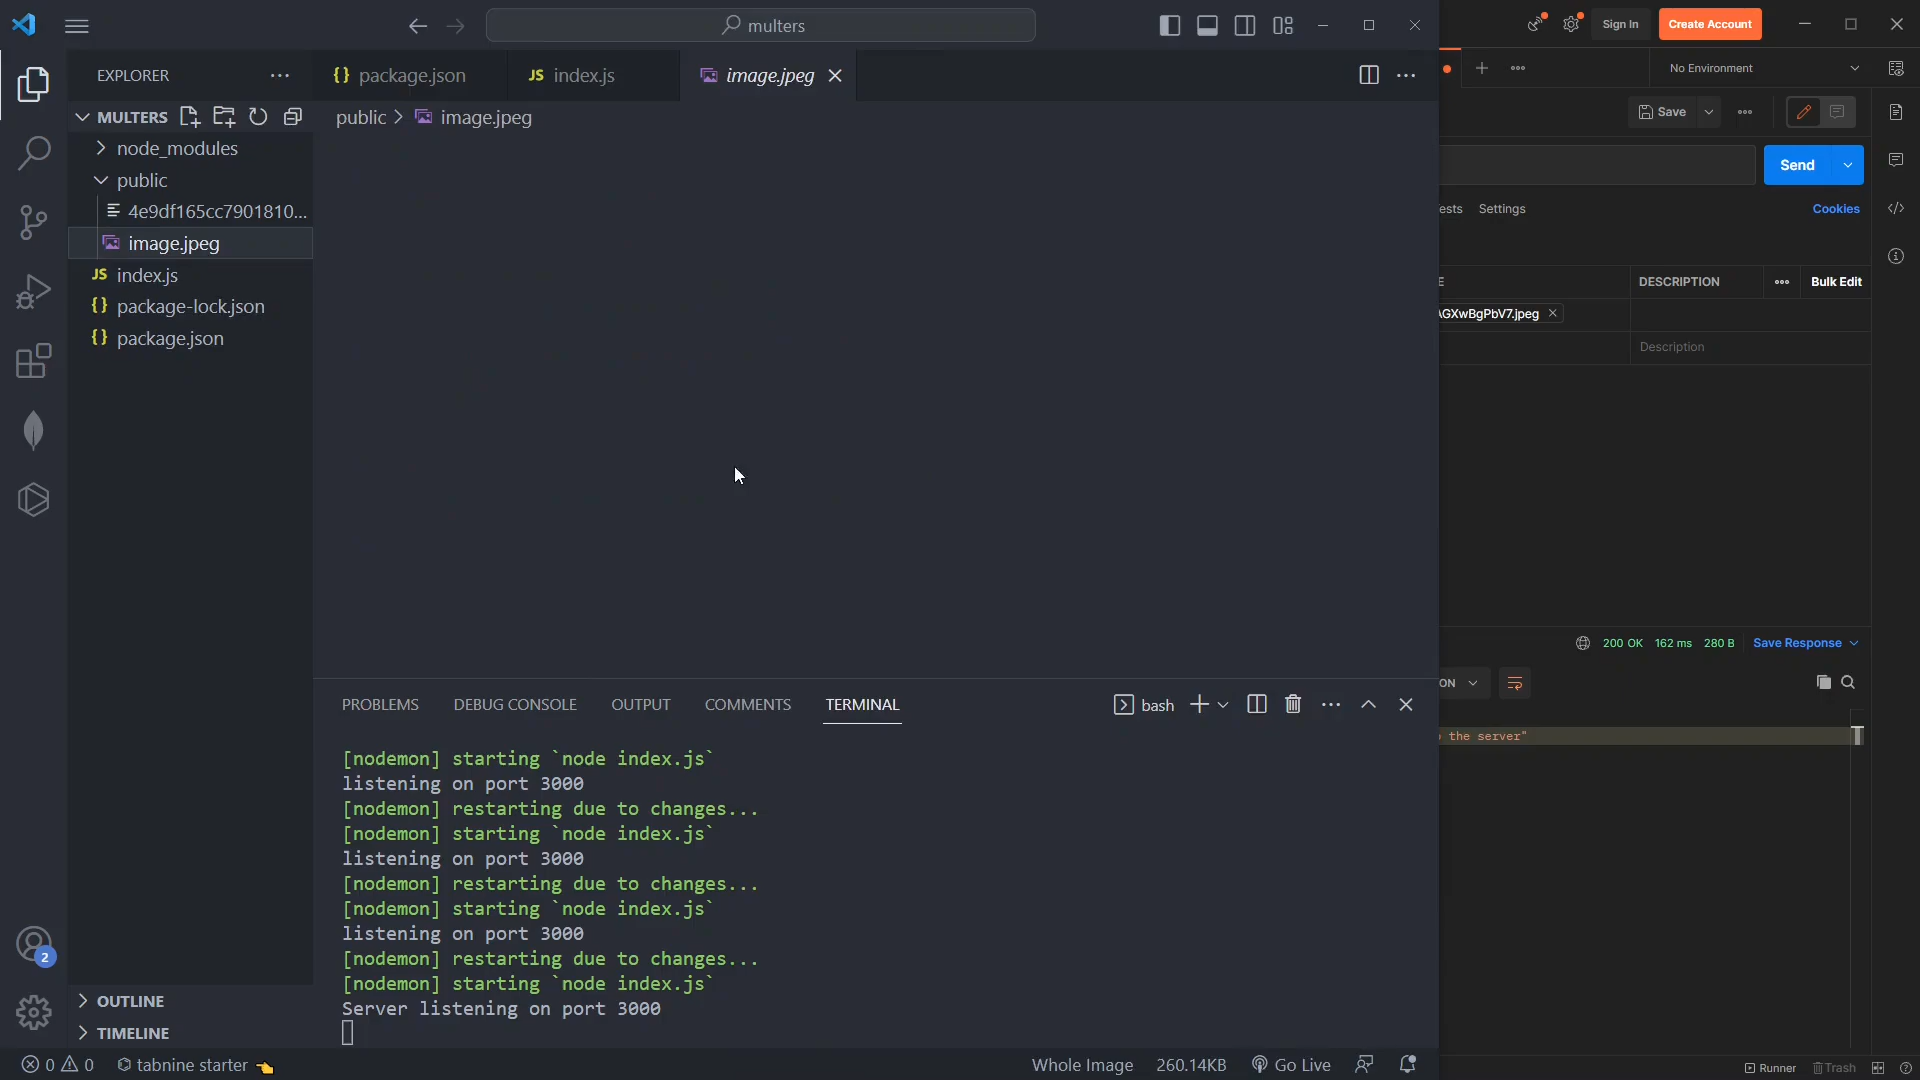 multers
Sign In
Create Account
EXPLORER
package.json
index.js
image.jpeg
No Environment
MULTERS
public
image.jpeg
Save
node_modules
public
Send
4e9df165cc7901810...
Settings
Cookies
image.jpeg
index.js
DESCRIPTION
Bulk Edit
package-lock.json
GXwBgPbV7.jpeg
package.json
Description
200 OK
162 ms
280 B
Save Response
PROBLEMS
DEBUG CONSOLE
OUTPUT
COMMENTS
TERMINAL
bash
ON
the server"
[nodemon] starting `node index.js`
listening on port 3000
[nodemon] restarting due to changes...
[nodemon] starting `node index.js`
listening on port 3000
[nodemon] restarting due to changes...
[nodemon] starting `node index.js`
listening on port 3000
[nodemon] restarting due to changes...
[nodemon] starting `node index.js`
Server listening on port 3000
2
OUTLINE
TIMELINE
0
0
tabnine starter
Whole Image
260.14KB
Go Live
Runner
Trash